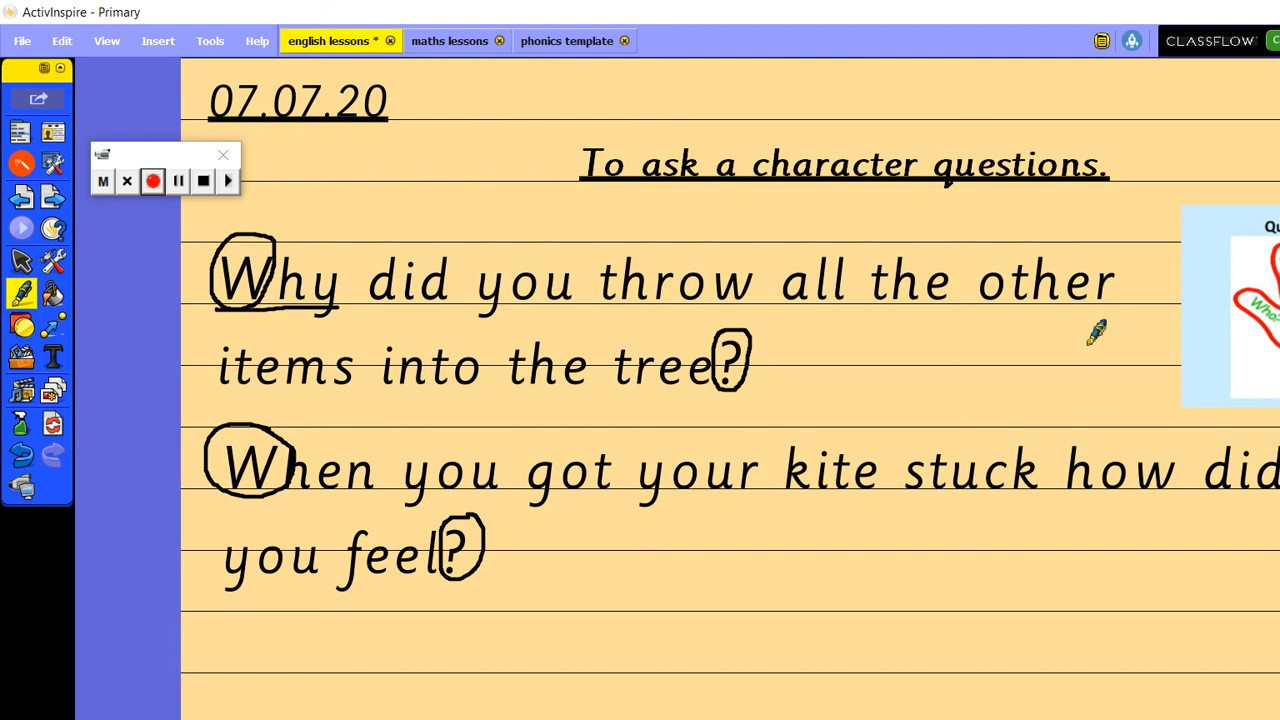 ActivInspire - Primary
File Edit View Insert Tools Help english lessons * maths lessons phonics template CLASSFLOW
07.07.20
To ask a character questions.
M
Why did you throw all the other
items into the tree?
When you got your kite stuck how did
you feel?
Who?